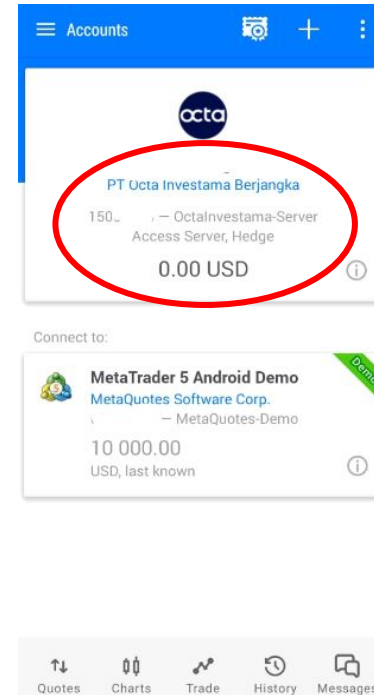 Accounts
octa
PT Octa Investama Berjangka
150 — OctaInvestama-Server
Access Server, Hedge
0.00 USD
Connect to:
MetaTrader 5 Android Demo
Demo
MetaQuotes Software Corp.
— MetaQuotes-Demo
10 000.00
USD, last known
Quotes Charts Trade History Messages